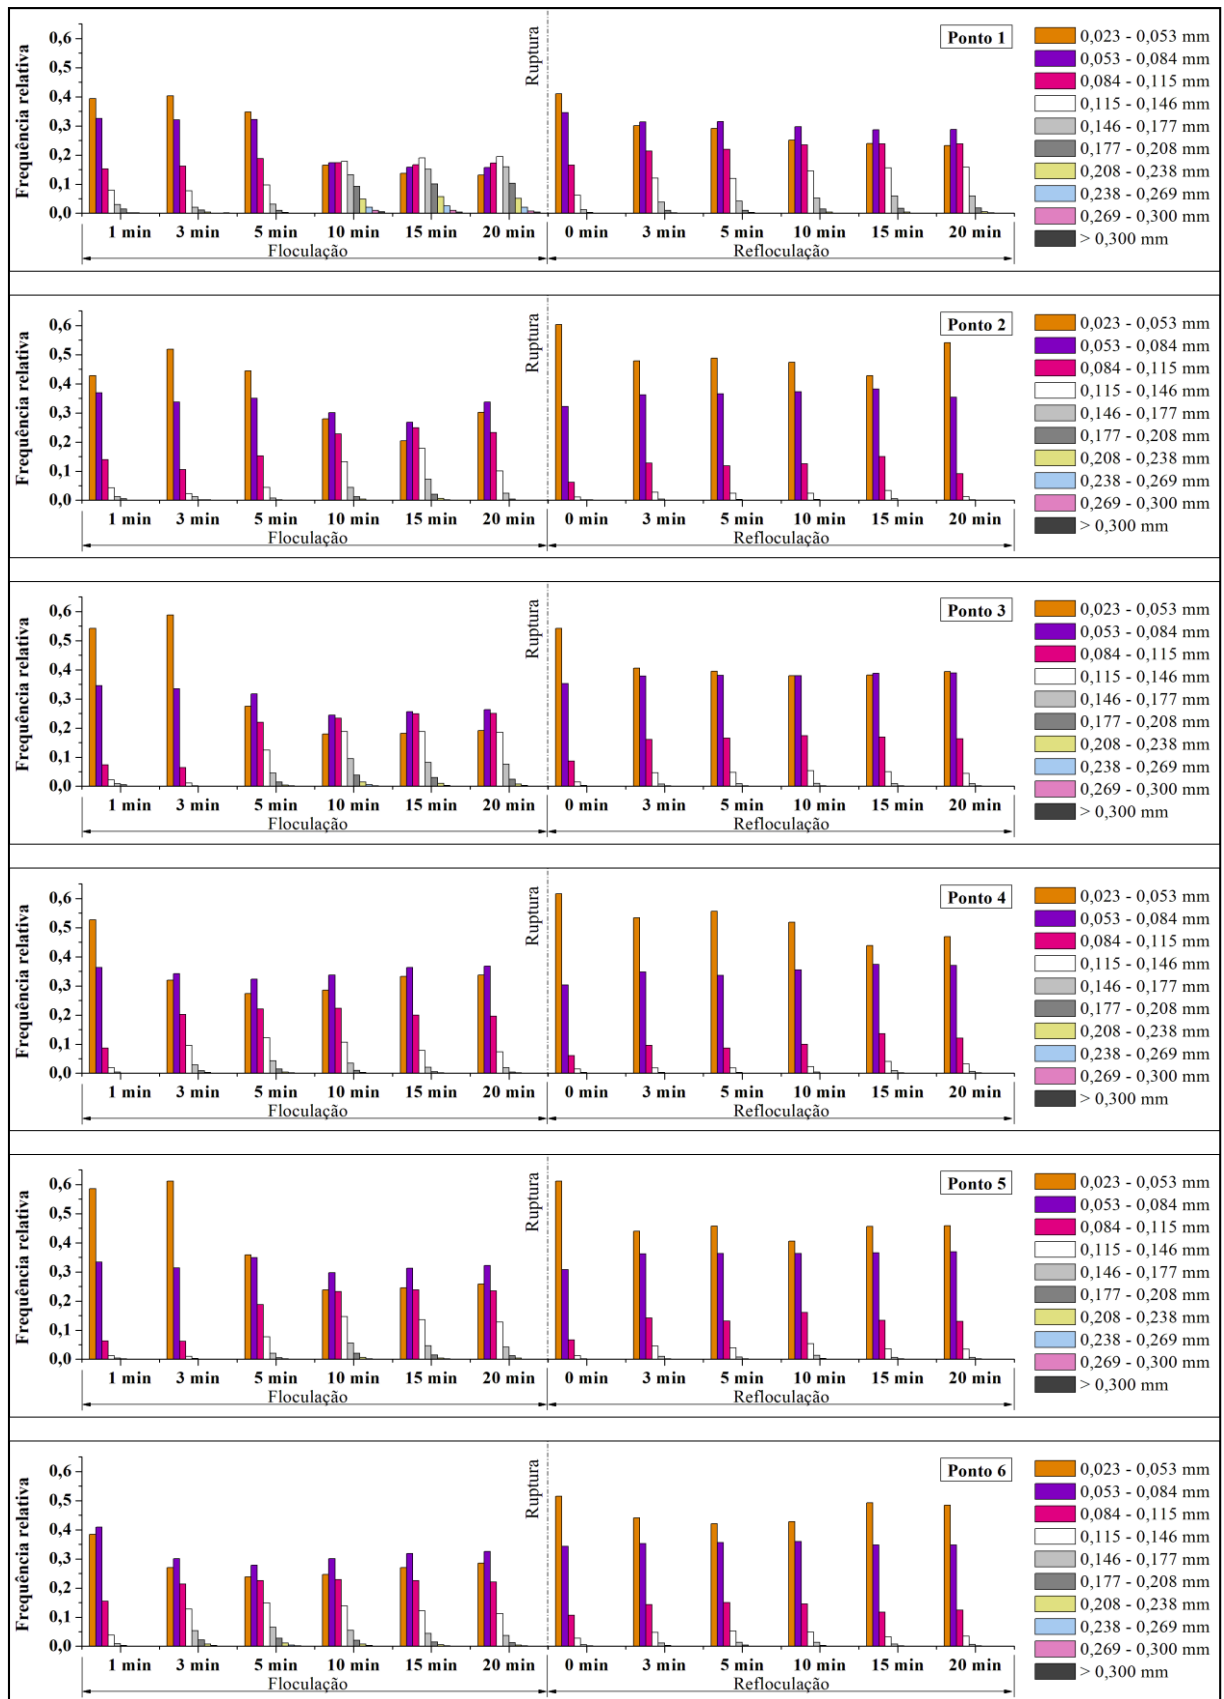 Frequência relativa
0,6
0,5
0,4
0,3
0,2
0,1
0,0
Ruptura
Ponto 1
0,023 - 0,053 mm
0,053 - 0,084 mm
0,084 - 0,115 mm
0,115 - 0,146 mm
0,146 - 0,177 mm
0,177 - 0,208 mm
0,208 - 0,238 mm
0,238 - 0,269 mm
0,269 - 0,300 mm
> 0,300 mm
1 min 3 min 5 min 10 min 15 min 20 min 0 min 3 min 5 min 10 min 15 min 20 min
Floculação Refloculação
Frequência relativa
0,6
0,5
0,4
0,3
0,2
0,1
0,0
Ruptura
Ponto 2
0,023 - 0,053 mm
0,053 - 0,084 mm
0,084 - 0,115 mm
0,115 - 0,146 mm
0,146 - 0,177 mm
0,177 - 0,208 mm
0,208 - 0,238 mm
0,238 - 0,269 mm
0,269 - 0,300 mm
> 0,300 mm
1 min 3 min 5 min 10 min 15 min 20 min 0 min 3 min 5 min 10 min 15 min 20 min
Floculação Refloculação
Frequência relativa
0,6
0,5
0,4
0,3
0,2
0,1
0,0
Ruptura
Ponto 3
0,023 - 0,053 mm
0,053 - 0,084 mm
0,084 - 0,115 mm
0,115 - 0,146 mm
0,146 - 0,177 mm
0,177 - 0,208 mm
0,208 - 0,238 mm
0,238 - 0,269 mm
0,269 - 0,300 mm
> 0,300 mm
1 min 3 min 5 min 10 min 15 min 20 min 0 min 3 min 5 min 10 min 15 min 20 min
Floculação Refloculação
Frequência relativa
0,6
0,5
0,4
0,3
0,2
0,1
0,0
Ruptura
Ponto 4
0,023 - 0,053 mm
0,053 - 0,084 mm
0,084 - 0,115 mm
0,115 - 0,146 mm
0,146 - 0,177 mm
0,177 - 0,208 mm
0,208 - 0,238 mm
0,238 - 0,269 mm
0,269 - 0,300 mm
> 0,300 mm
1 min 3 min 5 min 10 min 15 min 20 min 0 min 3 min 5 min 10 min 15 min 20 min
Floculação Refloculação
Frequência relativa
0,6
0,5
0,4
0,3
0,2
0,1
0,0
Ruptura
Ponto 5
0,023 - 0,053 mm
0,053 - 0,084 mm
0,084 - 0,115 mm
0,115 - 0,146 mm
0,146 - 0,177 mm
0,177 - 0,208 mm
0,208 - 0,238 mm
0,238 - 0,269 mm
0,269 - 0,300 mm
> 0,300 mm
1 min 3 min 5 min 10 min 15 min 20 min 0 min 3 min 5 min 10 min 15 min 20 min
Floculação Refloculação
Frequência relativa
0,6
0,5
0,4
0,3
0,2
0,1
0,0
Ruptura
Ponto 6
0,023 - 0,053 mm
0,053 - 0,084 mm
0,084 - 0,115 mm
0,115 - 0,146 mm
0,146 - 0,177 mm
0,177 - 0,208 mm
0,208 - 0,238 mm
0,238 - 0,269 mm
0,269 - 0,300 mm
> 0,300 mm
1 min 3 min 5 min 10 min 15 min 20 min 0 min 3 min 5 min 10 min 15 min 20 min
Floculação Refloculação